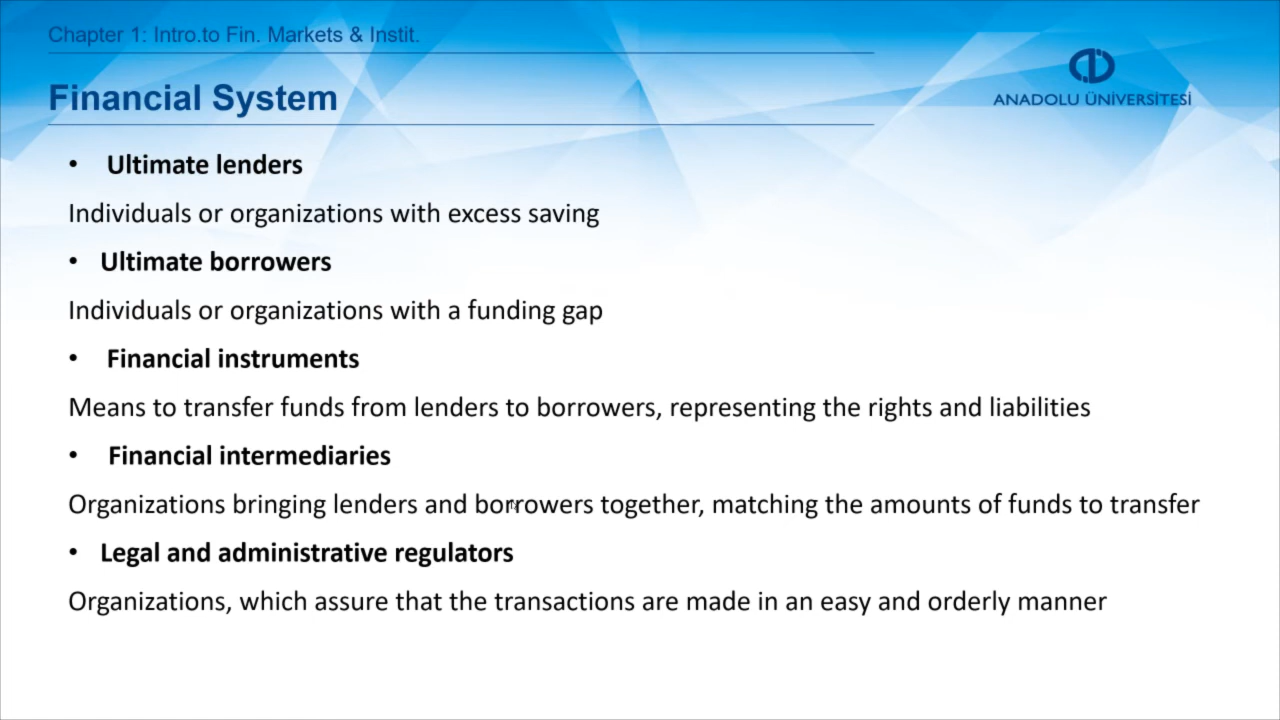 Chapter 1: Intro.to Fin. Markets & Instit.
Financial System
ANADOLU ÜNİVERSİTESİ
• Ultimate lenders
Individuals or organizations with excess saving
• Ultimate borrowers
Individuals or organizations with a funding gap
• Financial instruments
Means to transfer funds from lenders to borrowers, representing the rights and liabilities
• Financial intermediaries
Organizations bringing lenders and borrowers together, matching the amounts of funds to transfer
• Legal and administrative regulators
Organizations, which assure that the transactions are made in an easy and orderly manner